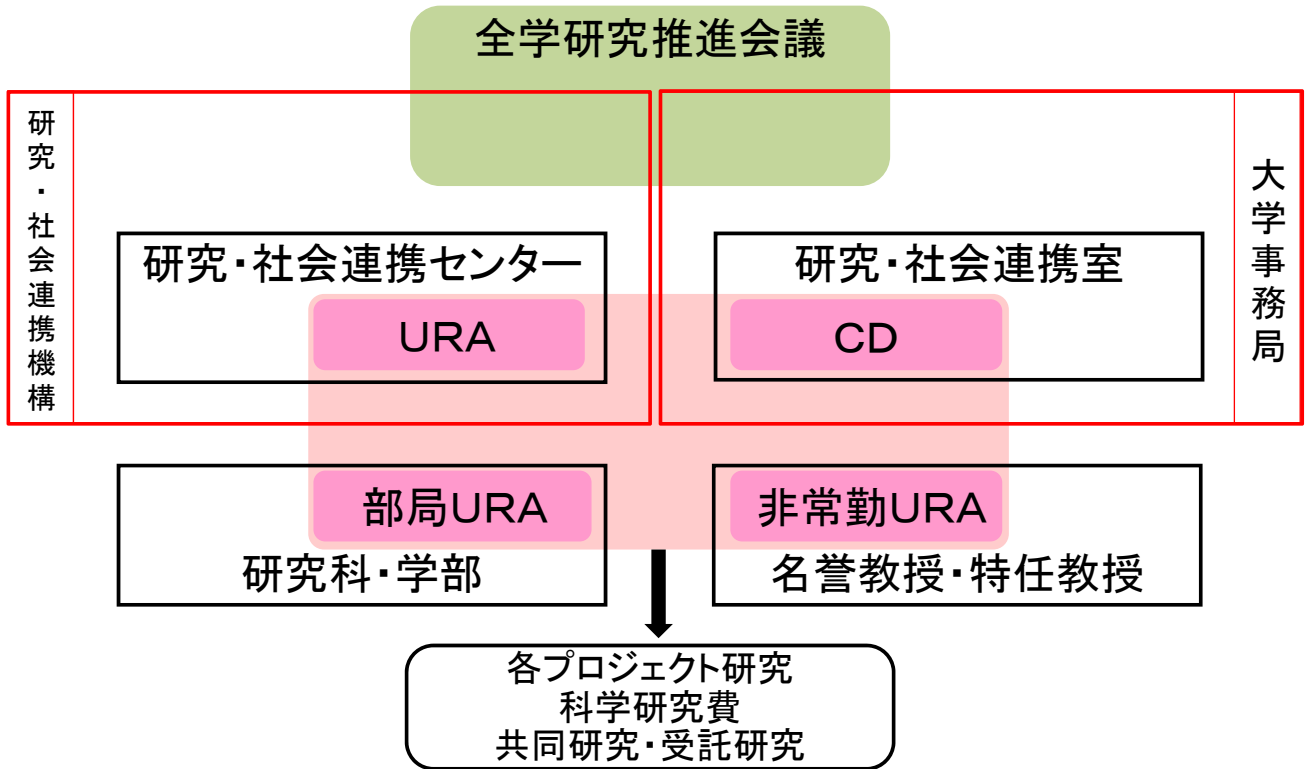 全学研究推進会議
研究・社会連携機構
大学事務局
研究・社会連携センター
URA
研究・社会連携室
CD
部局URA
研究科・学部
非常勤URA
名誉教授・特任教授
各プロジェクト研究
科学研究費
共同研究・受託研究